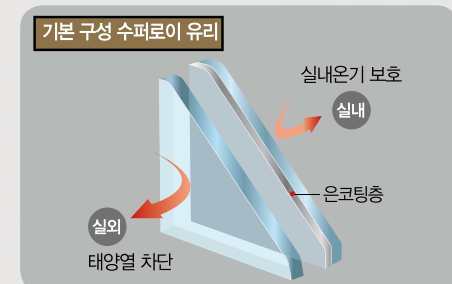 기본 구성 수퍼로이 유리
실내온기 보호
실내
은코팅층
실외
태양열 차단